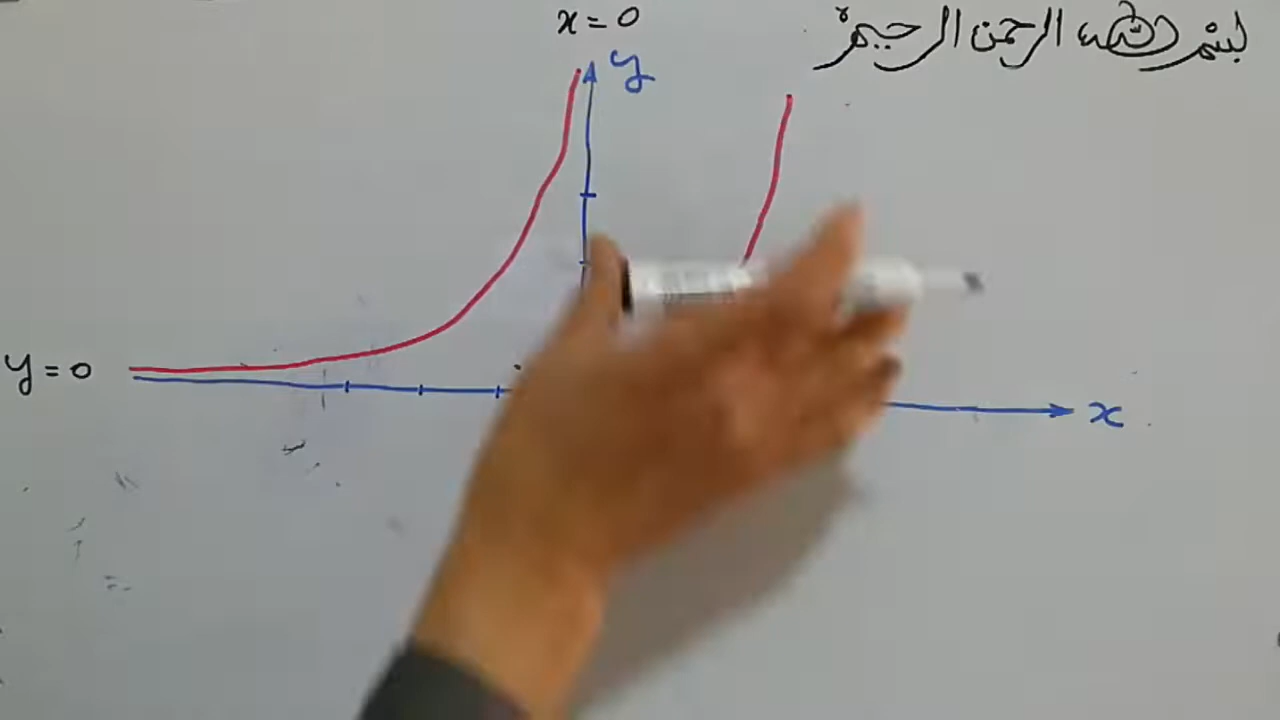 بسم الله الرحمن الرحيم
x = 0
y
y = 0
x